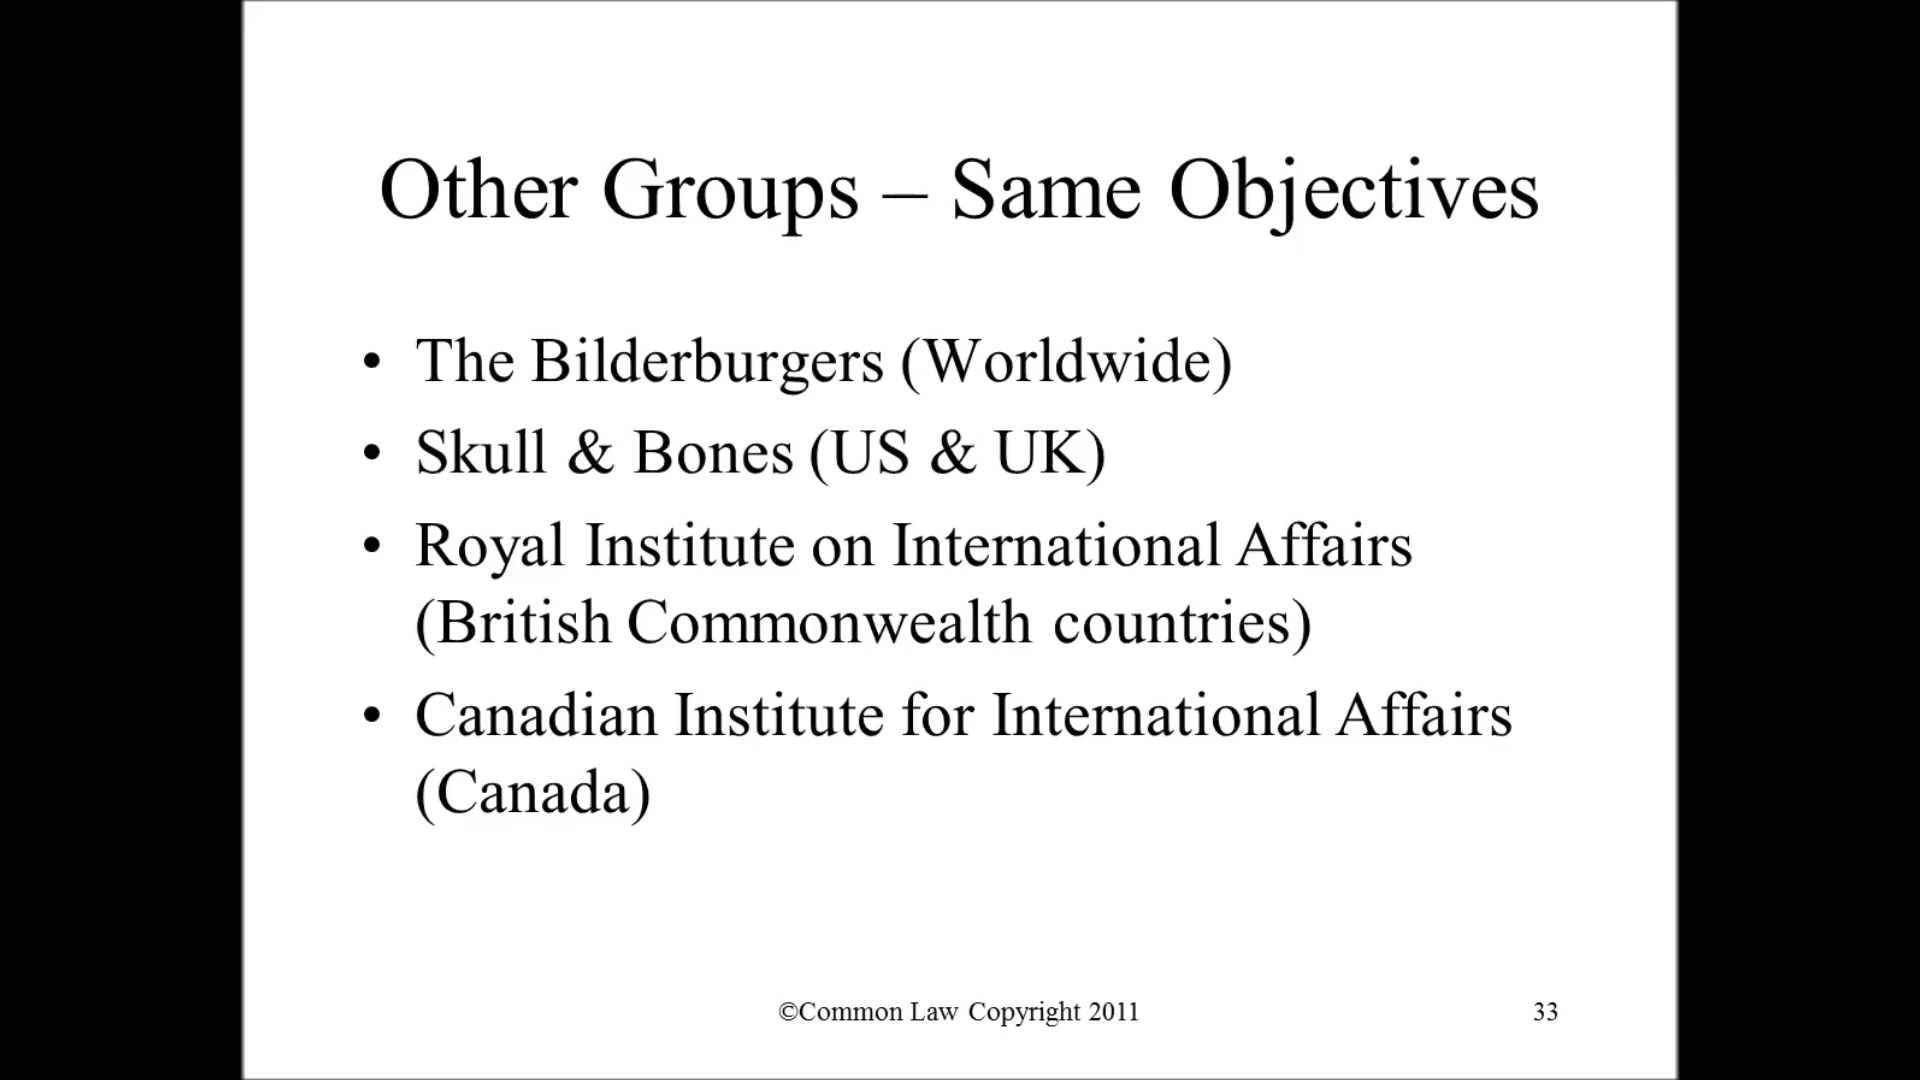 Other Groups – Same Objectives
• The Bilderburgers (Worldwide)
• Skull & Bones (US & UK)
• Royal Institute on International Affairs
(British Commonwealth countries)
• Canadian Institute for International Affairs
(Canada)
©Common Law Copyright 2011
33